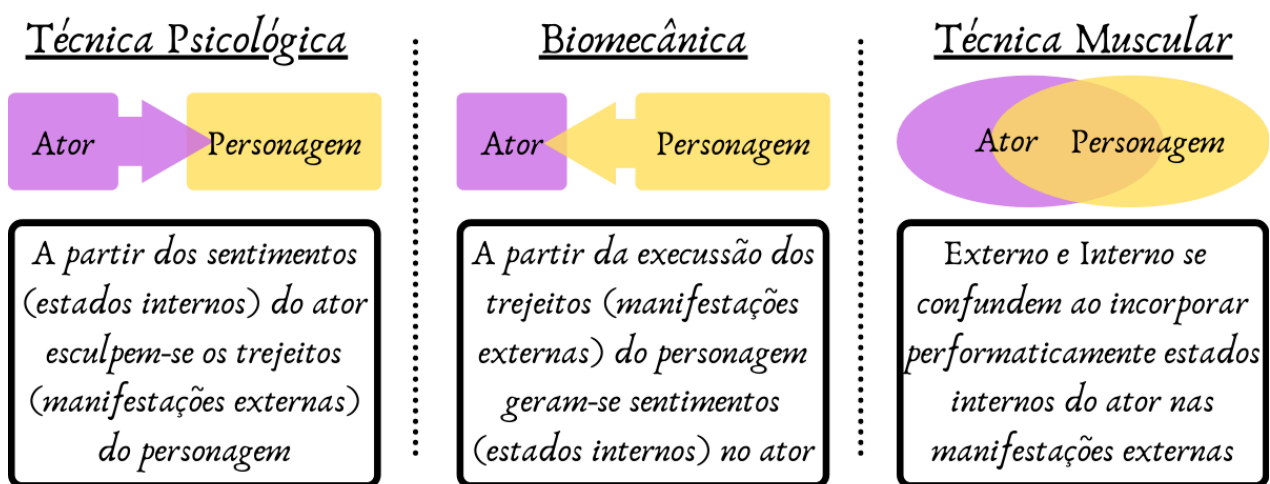 Técnica Psicológica
Ator
Personagem
A partir dos sentimentos
(estados internos) do ator
esculpem-se os trejeitos
(manifestações externas)
do personagem
Biomecânica
Ator
Personagem
A partir da execussão dos
trejeitos (manifestações
externas) do personagem
geram-se sentimentos
(estados internos) no ator
Técnica Muscular
Ator
Personagem
Externo e Interno se
confundem ao incorporar
performaticamente estados
internos do ator nas
manifestações externas